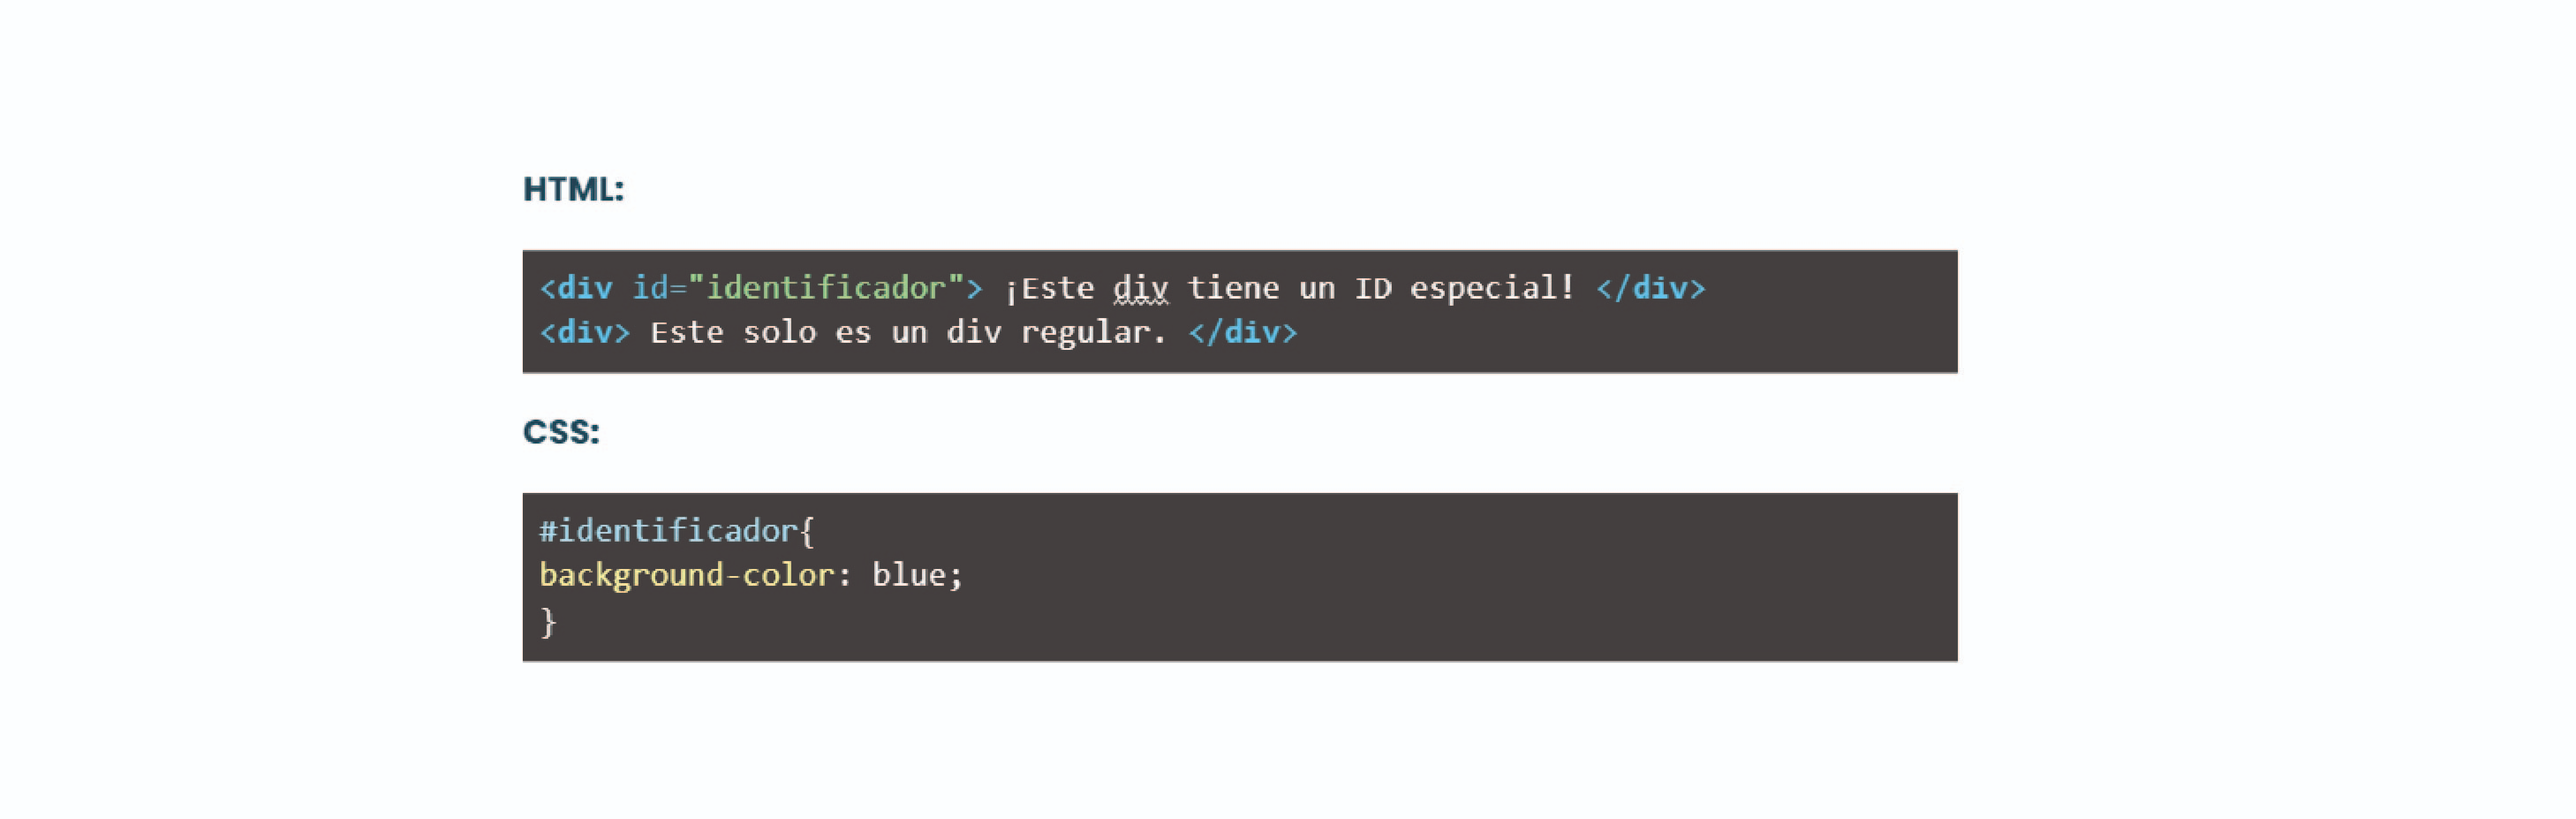 HTML:
<div id="identificador"> ¡Este div tiene un ID especial! </div>
<div> Este solo es un div regular. </div>
CSS:
#identificador{
background-color: blue;
}